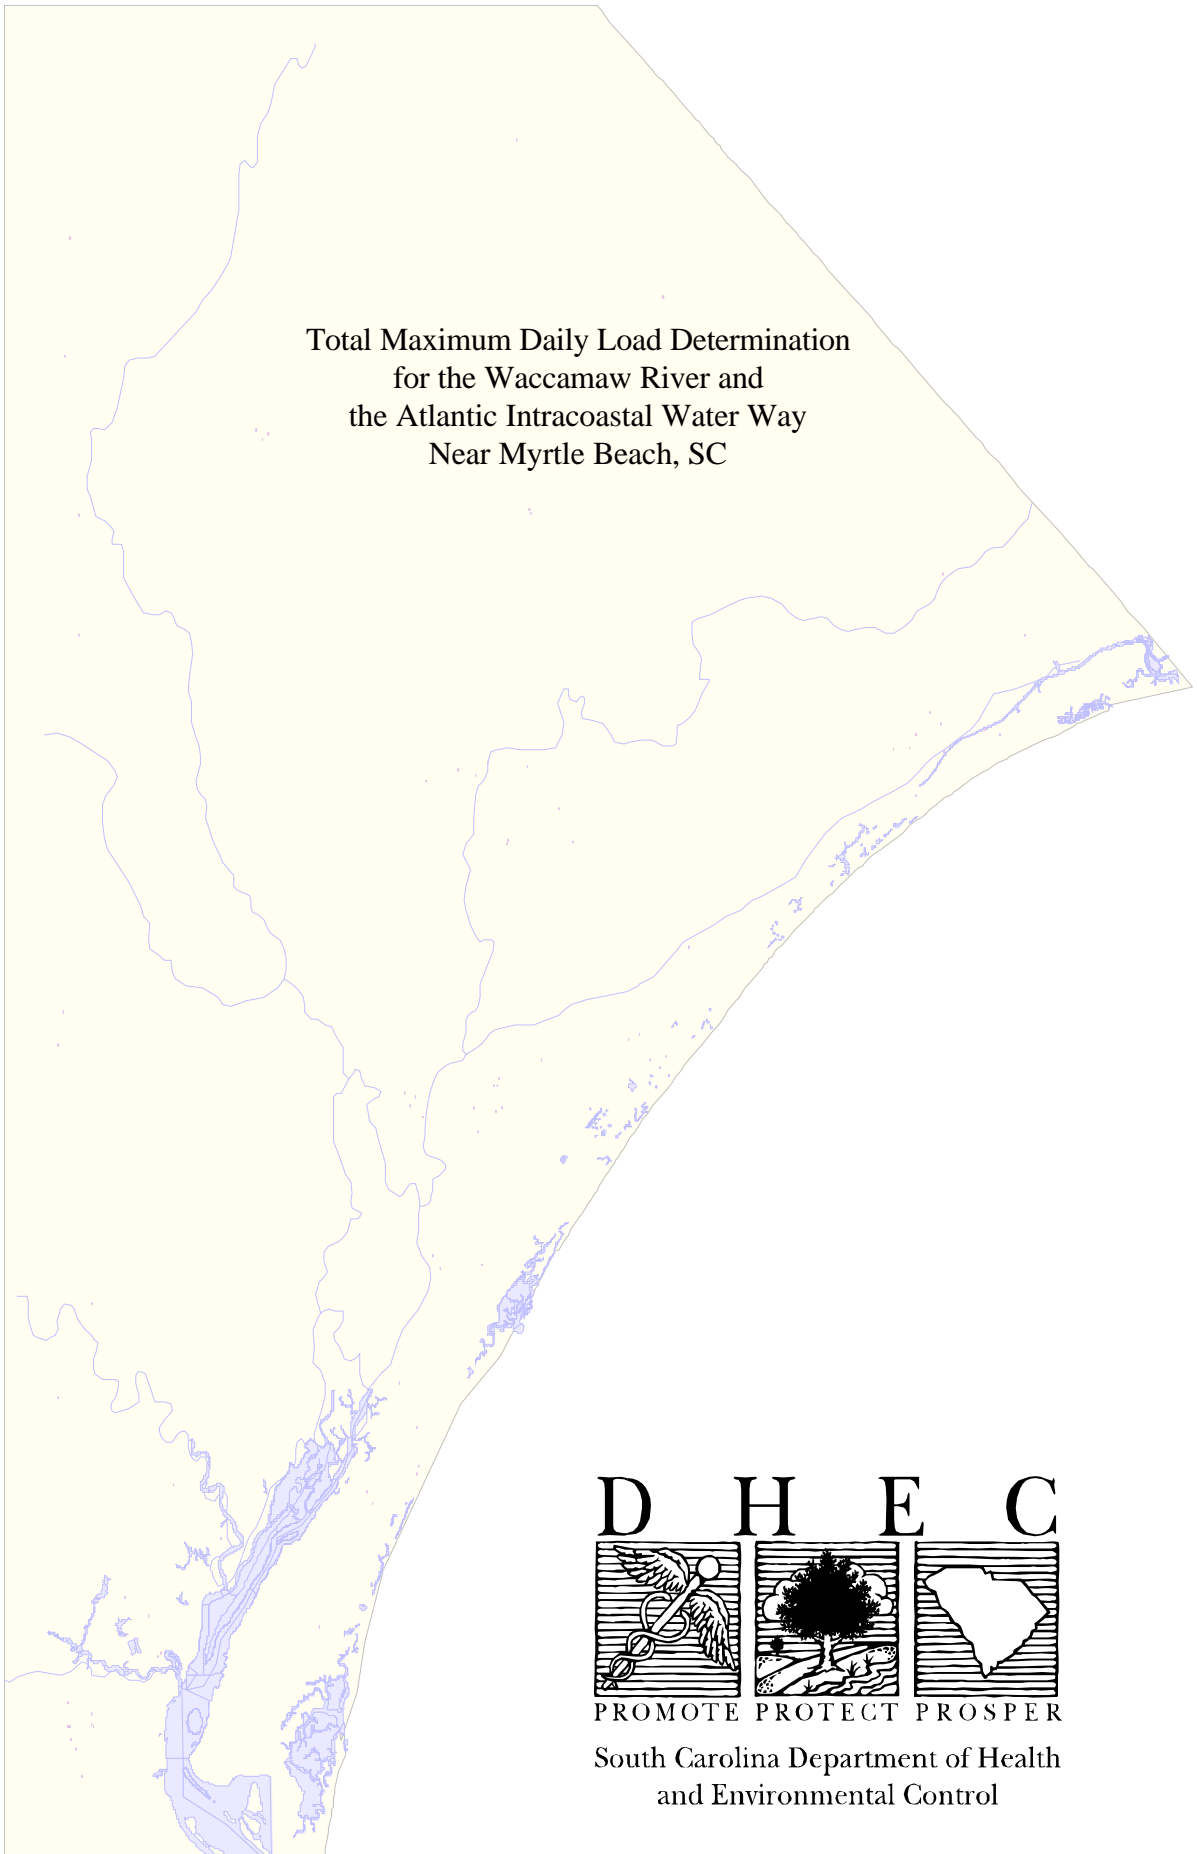 Total Maximum Daily Load Determination
for the Waccamaw River and
the Atlantic Intracoastal Water Way
Near Myrtle Beach, SC
D H E C
PROMOTE PROTECT PROSPER
South Carolina Department of Health
and Environmental Control